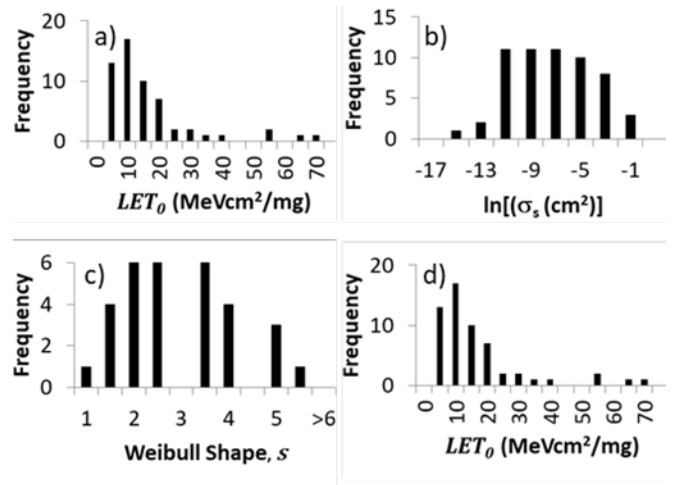 a)
Frequency
20
10
0
0 10 20 30 40 50 60 70
LET₀ (MeVcm²/mg)
b)
Frequency
15
10
5
0
-17 -13 -9 -5 -1
ln[(σₛ (cm²)]
c)
Frequency
6
4
2
0
1 2 3 4 5 >6
Weibull Shape, s
d)
Frequency
20
10
0
0 10 20 30 40 50 60 70
LET₀ (MeVcm²/mg)